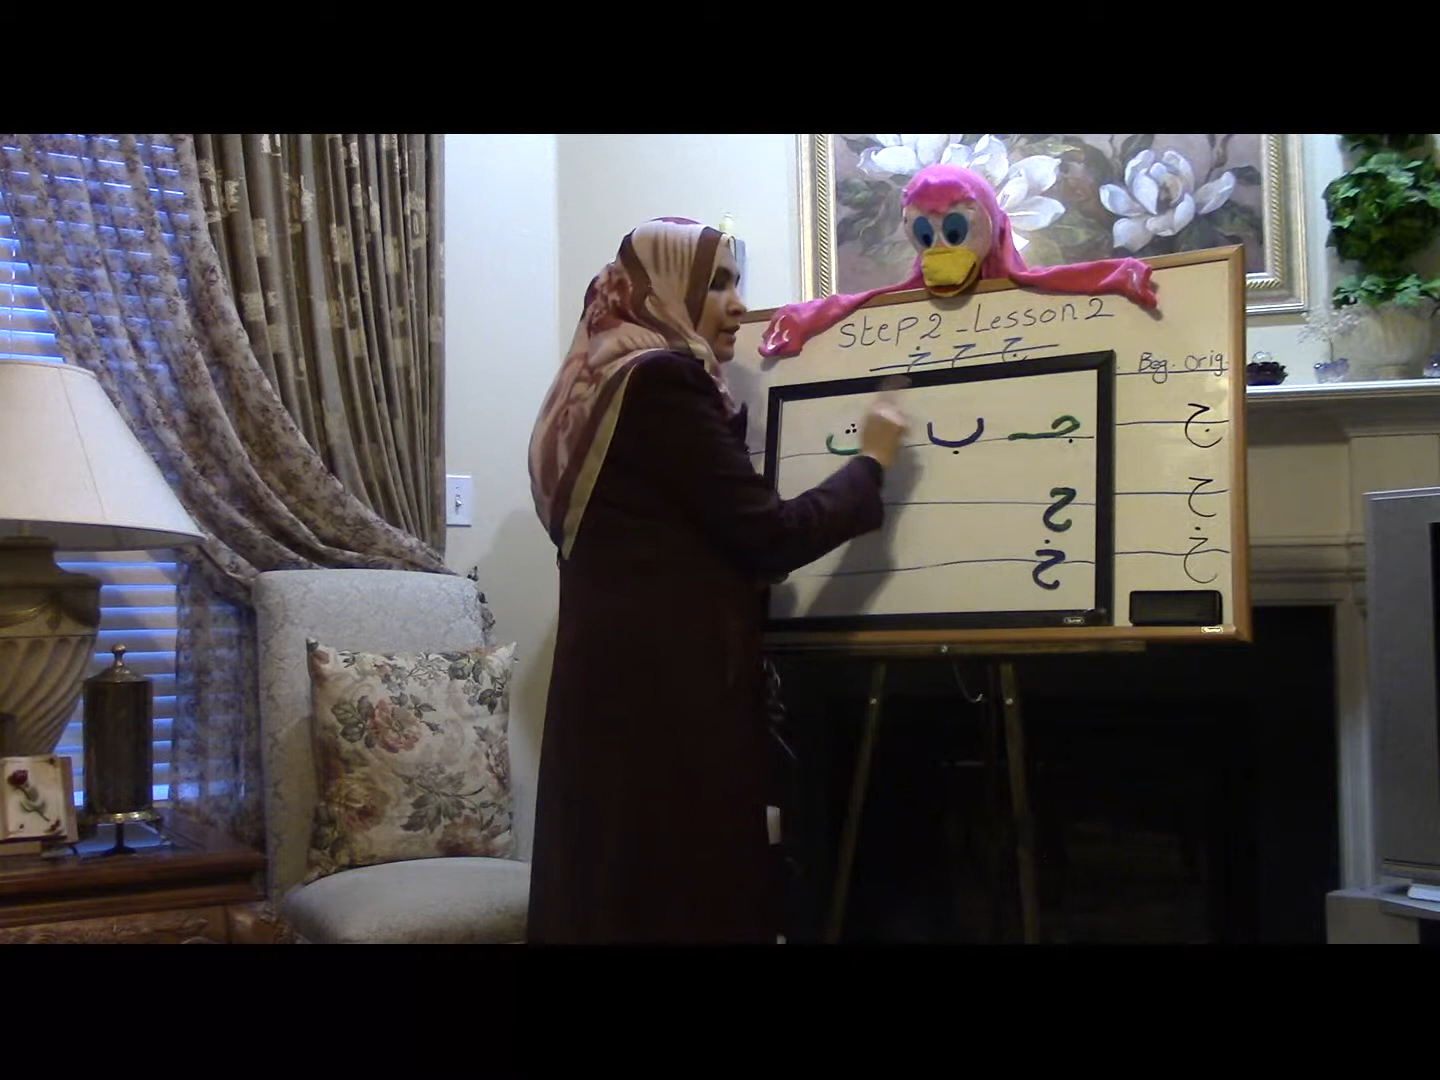 Step 2 - Lesson 2
ج ح خ
Beg. Orig.
جـ ب ث
ج
ح
ح
خ
خ